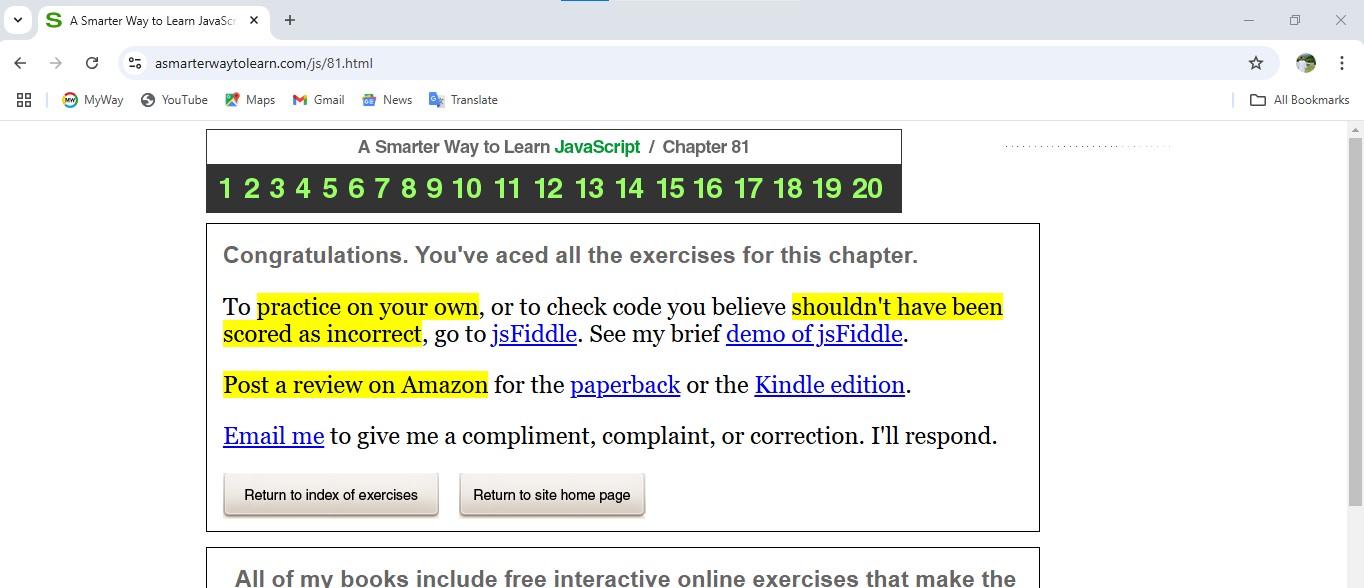 A Smarter Way to Learn JavaScr
asmarterwaytolearn.com/js/81.html
MyWay YouTube Maps Gmail News Translate All Bookmarks
A Smarter Way to Learn JavaScript / Chapter 81
1 2 3 4 5 6 7 8 9 10 11 12 13 14 15 16 17 18 19 20
Congratulations. You've aced all the exercises for this chapter.
To practice on your own, or to check code you believe shouldn't have been
scored as incorrect, go to jsFiddle. See my brief demo of jsFiddle.
Post a review on Amazon for the paperback or the Kindle edition.
Email me to give me a compliment, complaint, or correction. I'll respond.
Return to index of exercises Return to site home page
All of my books include free interactive online exercises that make the